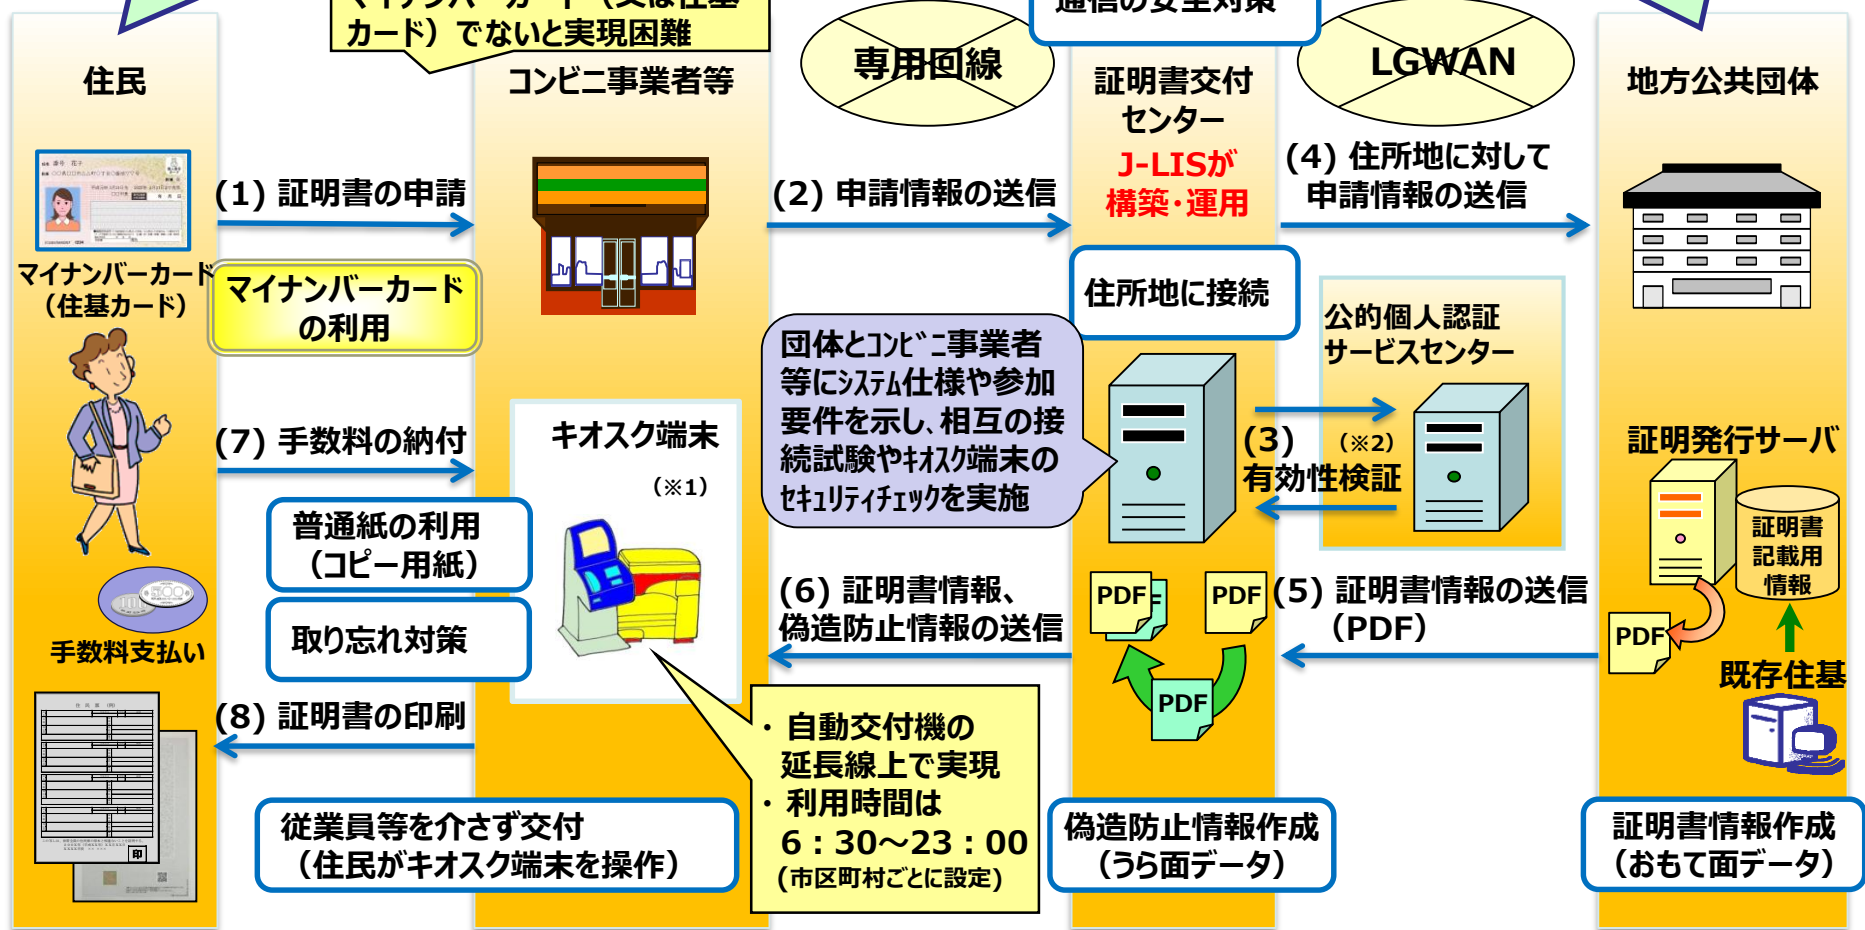 マイナンバーカード（又は住基
カード）でないと実現困難
通信の安全対策
専用回線
LGWAN
住民
コンビニ事業者等
証明書交付
センター
J-LISが
構築・運用
地方公共団体
(1) 証明書の申請
(2) 申請情報の送信
(4) 住所地に対して
申請情報の送信
マイナンバーカード
（住基カード）
マイナンバーカード
の利用
住所地に接続
公的個人認証
サービスセンター
団体とｺﾝﾋﾞﾆ事業者
等にｼｽﾃﾑ仕様や参加
要件を示し、相互の接
続試験やｷｵｽｸ端末の
ｾｷｭﾘﾃｨﾁｪｯｸを実施
(3)
（※2）
有効性検証
(7) 手数料の納付
キオスク端末
（※1）
証明発行サーバ
証明書
記載用
情報
普通紙の利用
（コピー用紙）
取り忘れ対策
(6) 証明書情報、
偽造防止情報の送信
PDF
PDF
PDF
(5) 証明書情報の送信
（PDF）
PDF
既存住基
手数料支払い
(8) 証明書の印刷
・ 自動交付機の
延長線上で実現
・ 利用時間は
6：30～23：00
(市区町村ごとに設定)
従業員等を介さず交付
（住民がキオスク端末を操作）
偽造防止情報作成
（うら面データ）
証明書情報作成
（おもて面データ）
印